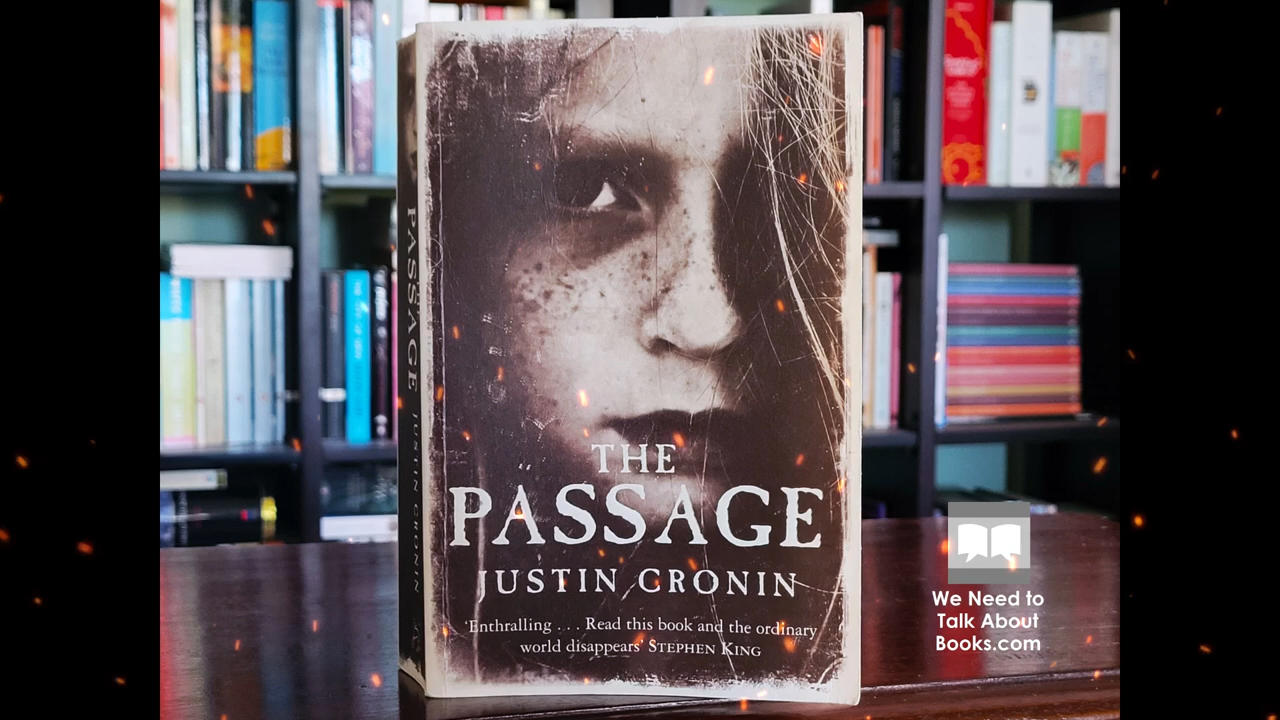 THE
PASSAGE
JUSTIN CRONIN
'Enthralling . . . Read this book and the ordinary
world disappears' STEPHEN KING
PASSAGE JUSTIN CRONIN
We Need to
Talk About
Books.com